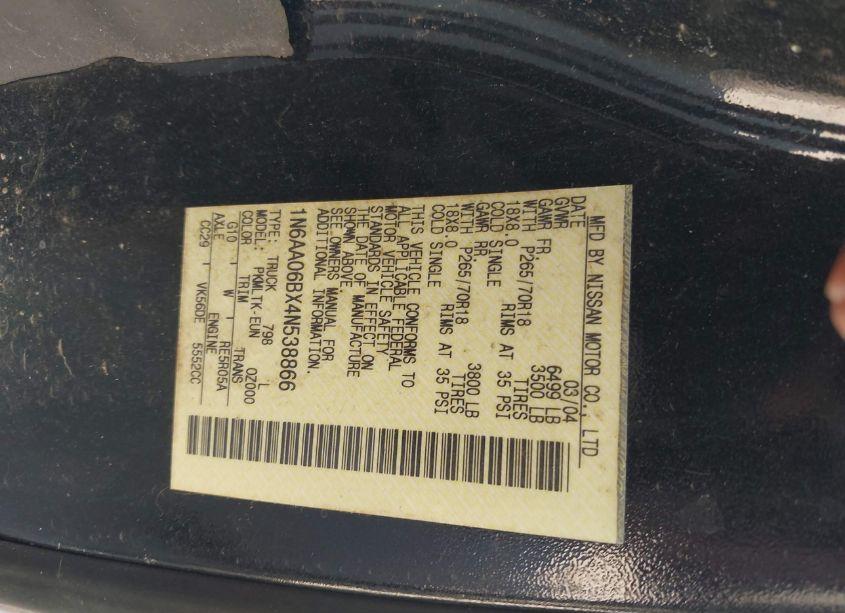 MFD BY NISSAN MOTOR CO., LTD
DATE 03/04
GVWR 6499 LB
GAWR FR, 3500 LB
WITH P265/70R18 TIRES
18X8.0 RIMS AT 35 PSI
COLD SINGLE
GAWR RR 3800 LB
WITH P265/70R18 TIRES
18X8.0 RIMS AT 35 PSI
COLD SINGLE
THIS VEHICLE CONFORMS TO
ALL APPLICABLE FEDERAL
MOTOR VEHICLE SAFETY
STANDARDS IN EFFECT ON
THE DATE OF MANUFACTURE
SHOWN ABOVE.
SEE OWNERS MANUAL FOR
ADDITIONAL INFORMATION.
1N6AA06BX4N538866
TYPE: TRUCK 798 L
MODEL: PKMLTK-EUN 0Z000
COLOR TRIM TRANS
G10 W RE5R05A
AXLE ENGINE
CC29 VK56DE 5552CC